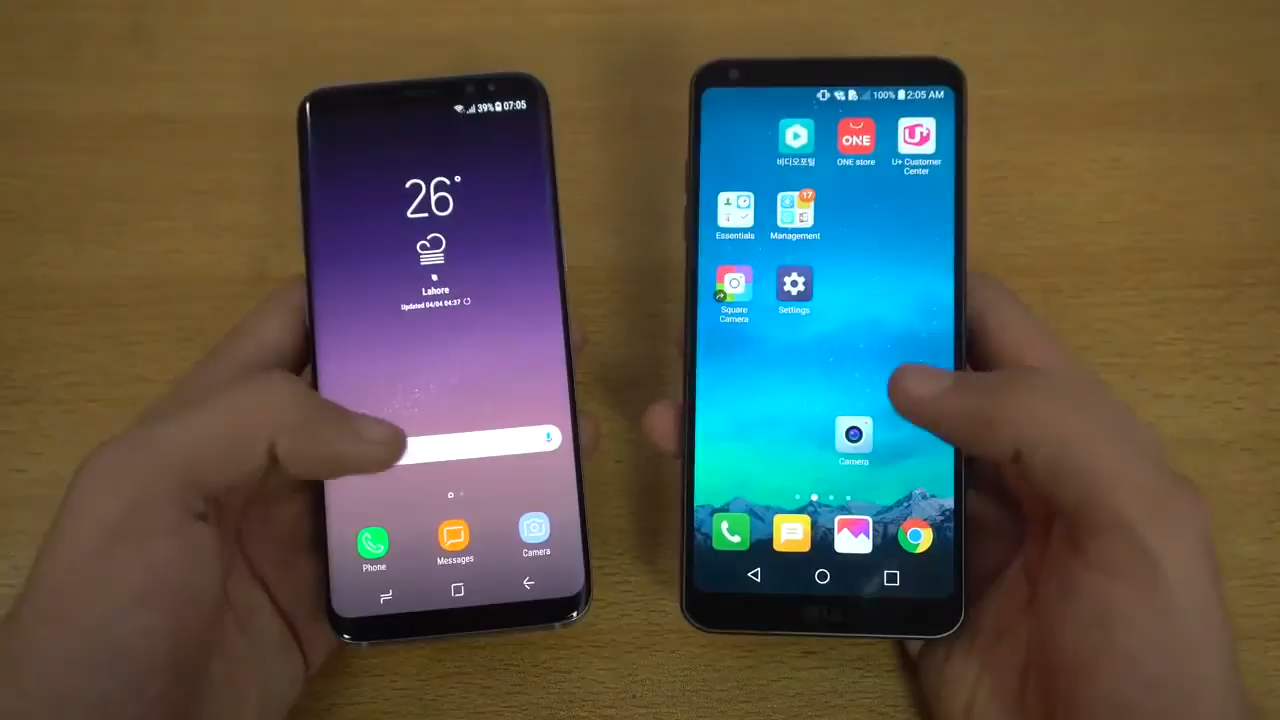 39% 07:05
26°
Lahore
Updated 04/04 04:37
Phone
Messages
Camera
100% 2:05 AM
비디오포털
ONE
ONE store
U+
U+ Customer
Center
Essentials
17
Management
Square
Camera
Settings
Camera
LG